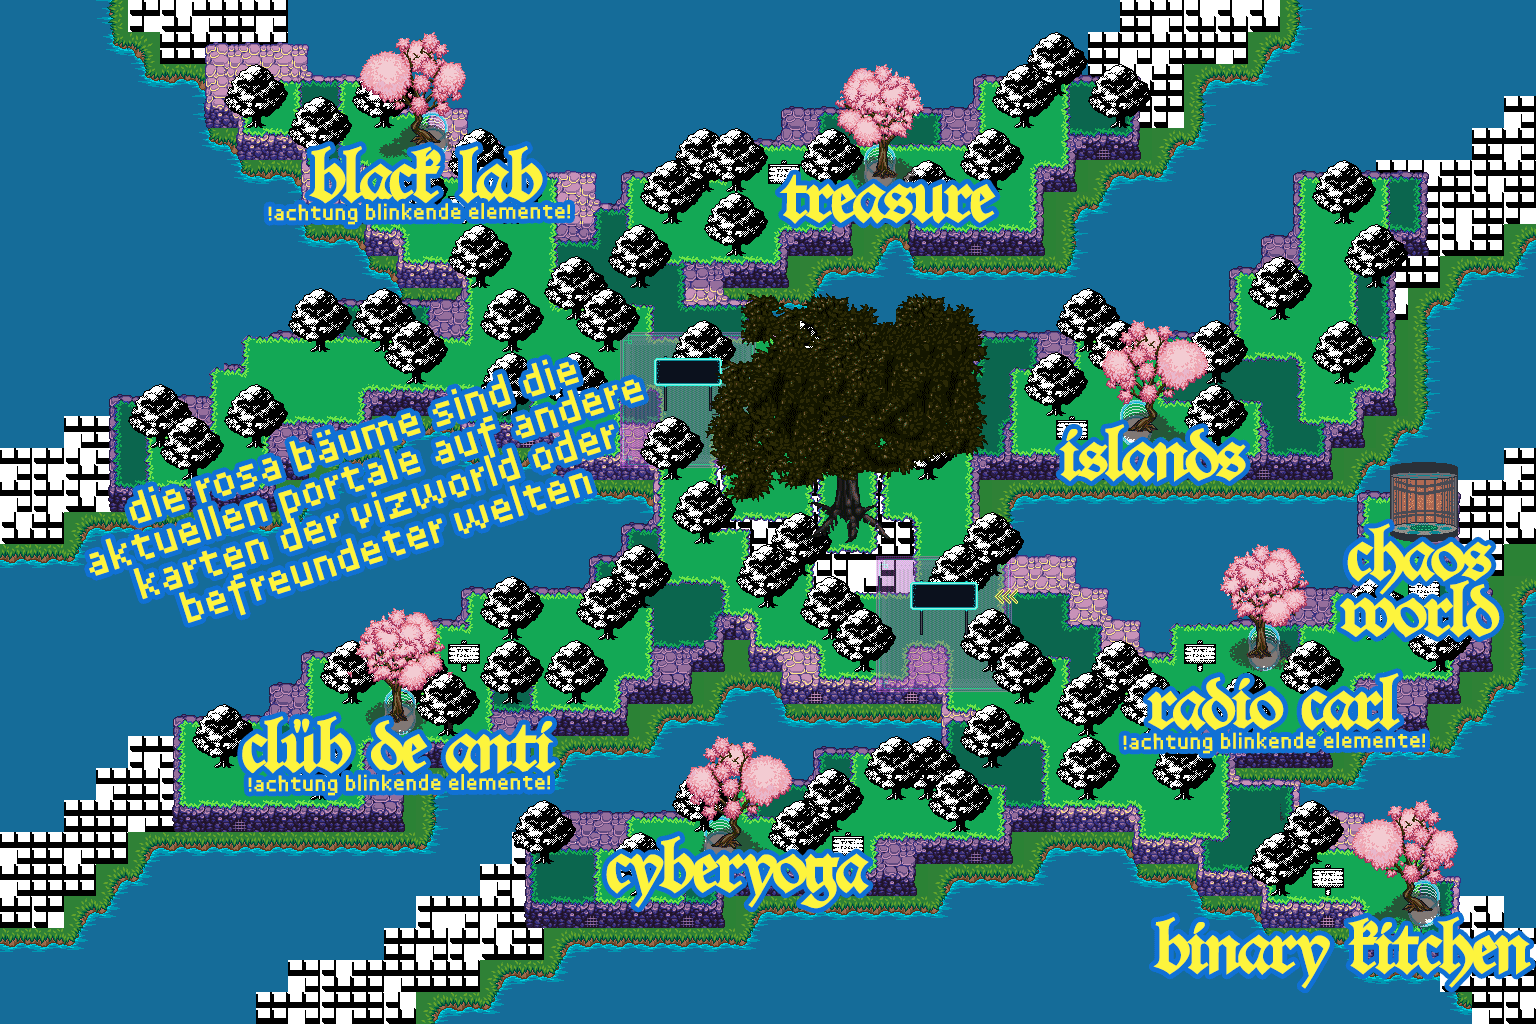 black lab
!achtung blinkende elemente!
treasure
die rosa bäume sind die
aktuellen portale auf andere
karten der vizworld oder
befreundeter welten
islands
chaos
world
radio carl
!achtung blinkende elemente!
clüb de anti
!achtung blinkende elemente!
cyberyoga
binary kitchen